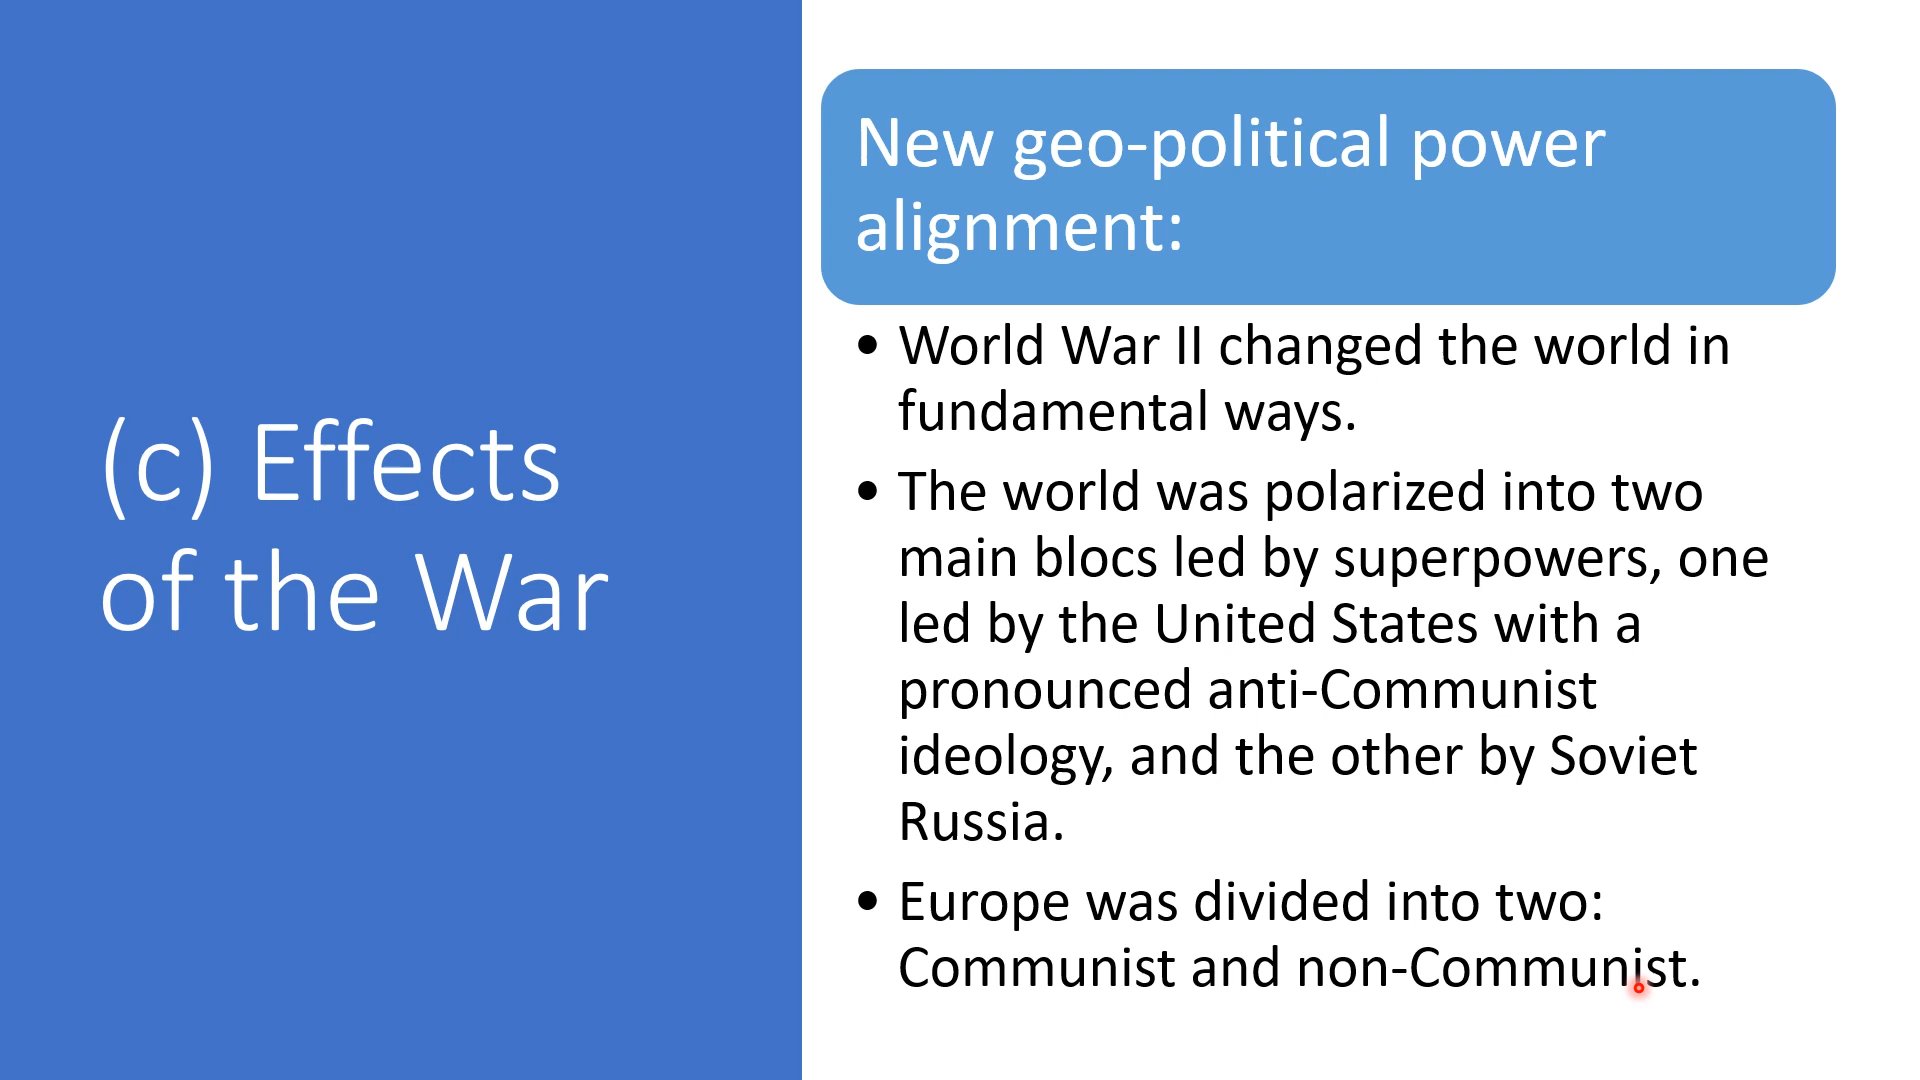 (c) Effects
of the War
New geo-political power
alignment:
• World War II changed the world in
fundamental ways.
• The world was polarized into two
main blocs led by superpowers, one
led by the United States with a
pronounced anti-Communist
ideology, and the other by Soviet
Russia.
• Europe was divided into two:
Communist and non-Communist.